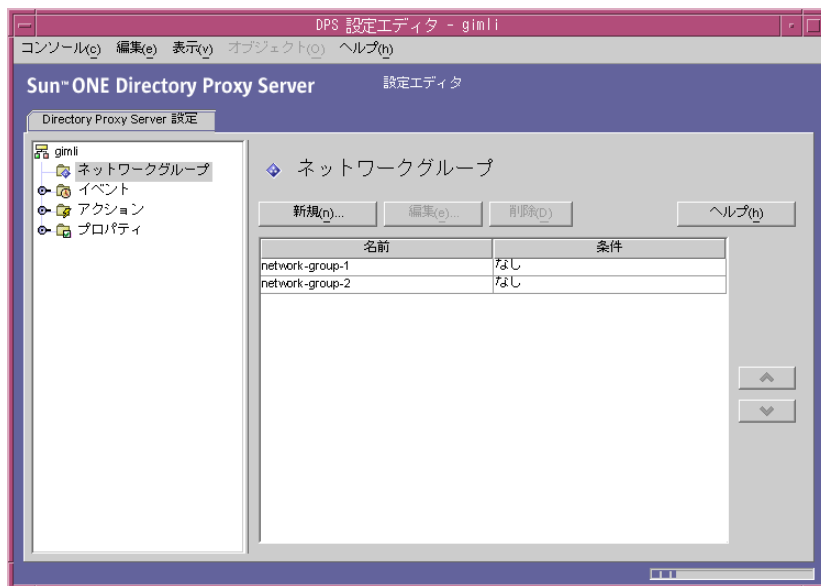 DPS 設定エディタ - gimli
コンソール(c) 編集(e) 表示(v) オブジェクト(O) ヘルプ(h)
Sun™ ONE Directory Proxy Server 設定エディタ
Directory Proxy Server 設定
gimli
ネットワークグループ
イベント
アクション
プロパティ
ネットワークグループ
新規(n)... 編集(e)... 削除(D) ヘルプ(h)
名前 条件
network-group-1 なし
network-group-2 なし